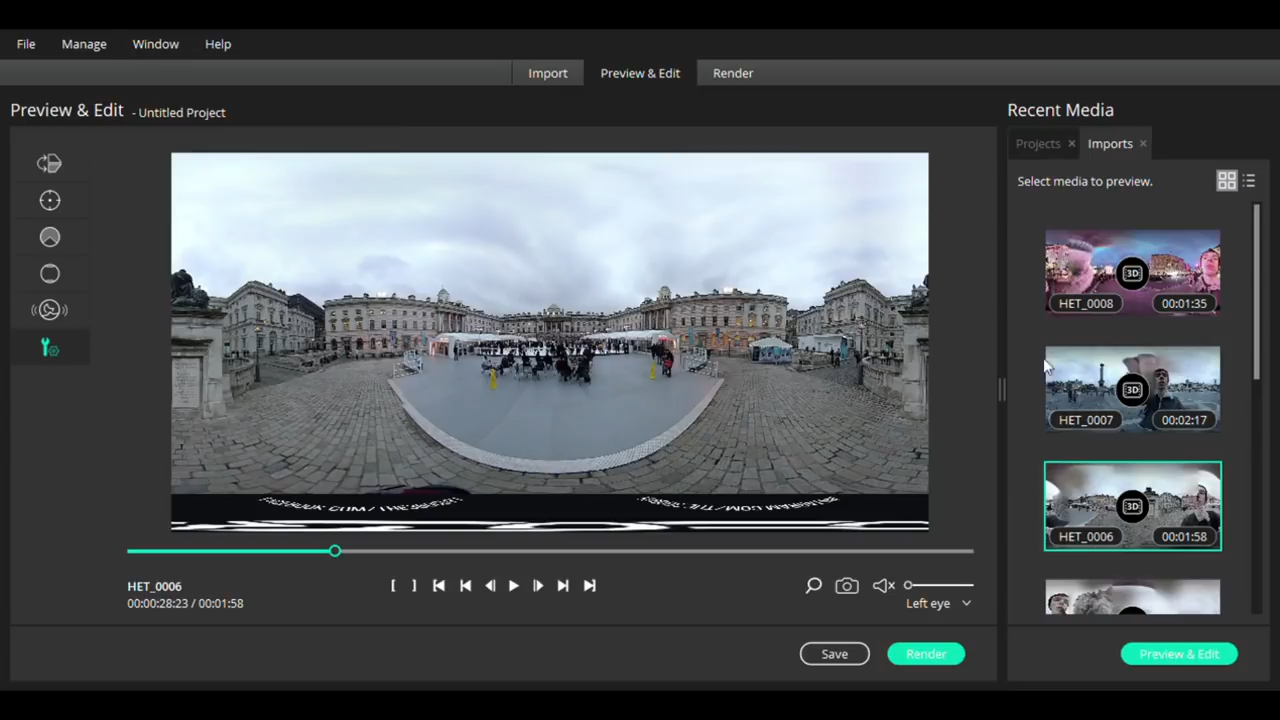 File Manage Window Help
Import Preview & Edit Render
Preview & Edit - Untitled Project
Recent Media
Projects × Imports ×
Select media to preview.
3D
HET_0008 00:01:35
3D
HET_0007 00:02:17
3D
HET_0006 00:01:58
HET_0006
00:00:28:23 / 00:01:58
Left eye
Save Render
Preview & Edit